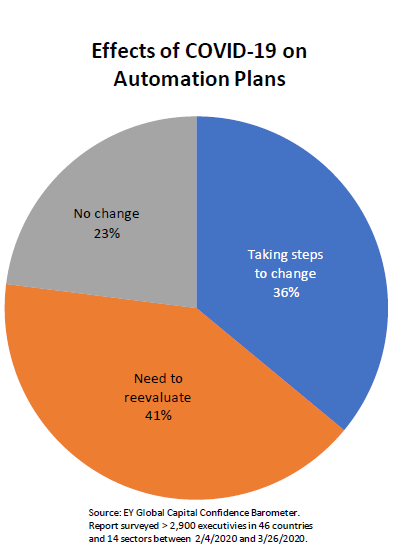 Effects of COVID-19 on
Automation Plans
No change
23%
Taking steps
to change
36%
Need to
reevaluate
41%
Source: EY Global Capital Confidence Barometer.
Report surveyed > 2,900 executivies in 46 countries
and 14 sectors between 2/4/2020 and 3/26/2020.